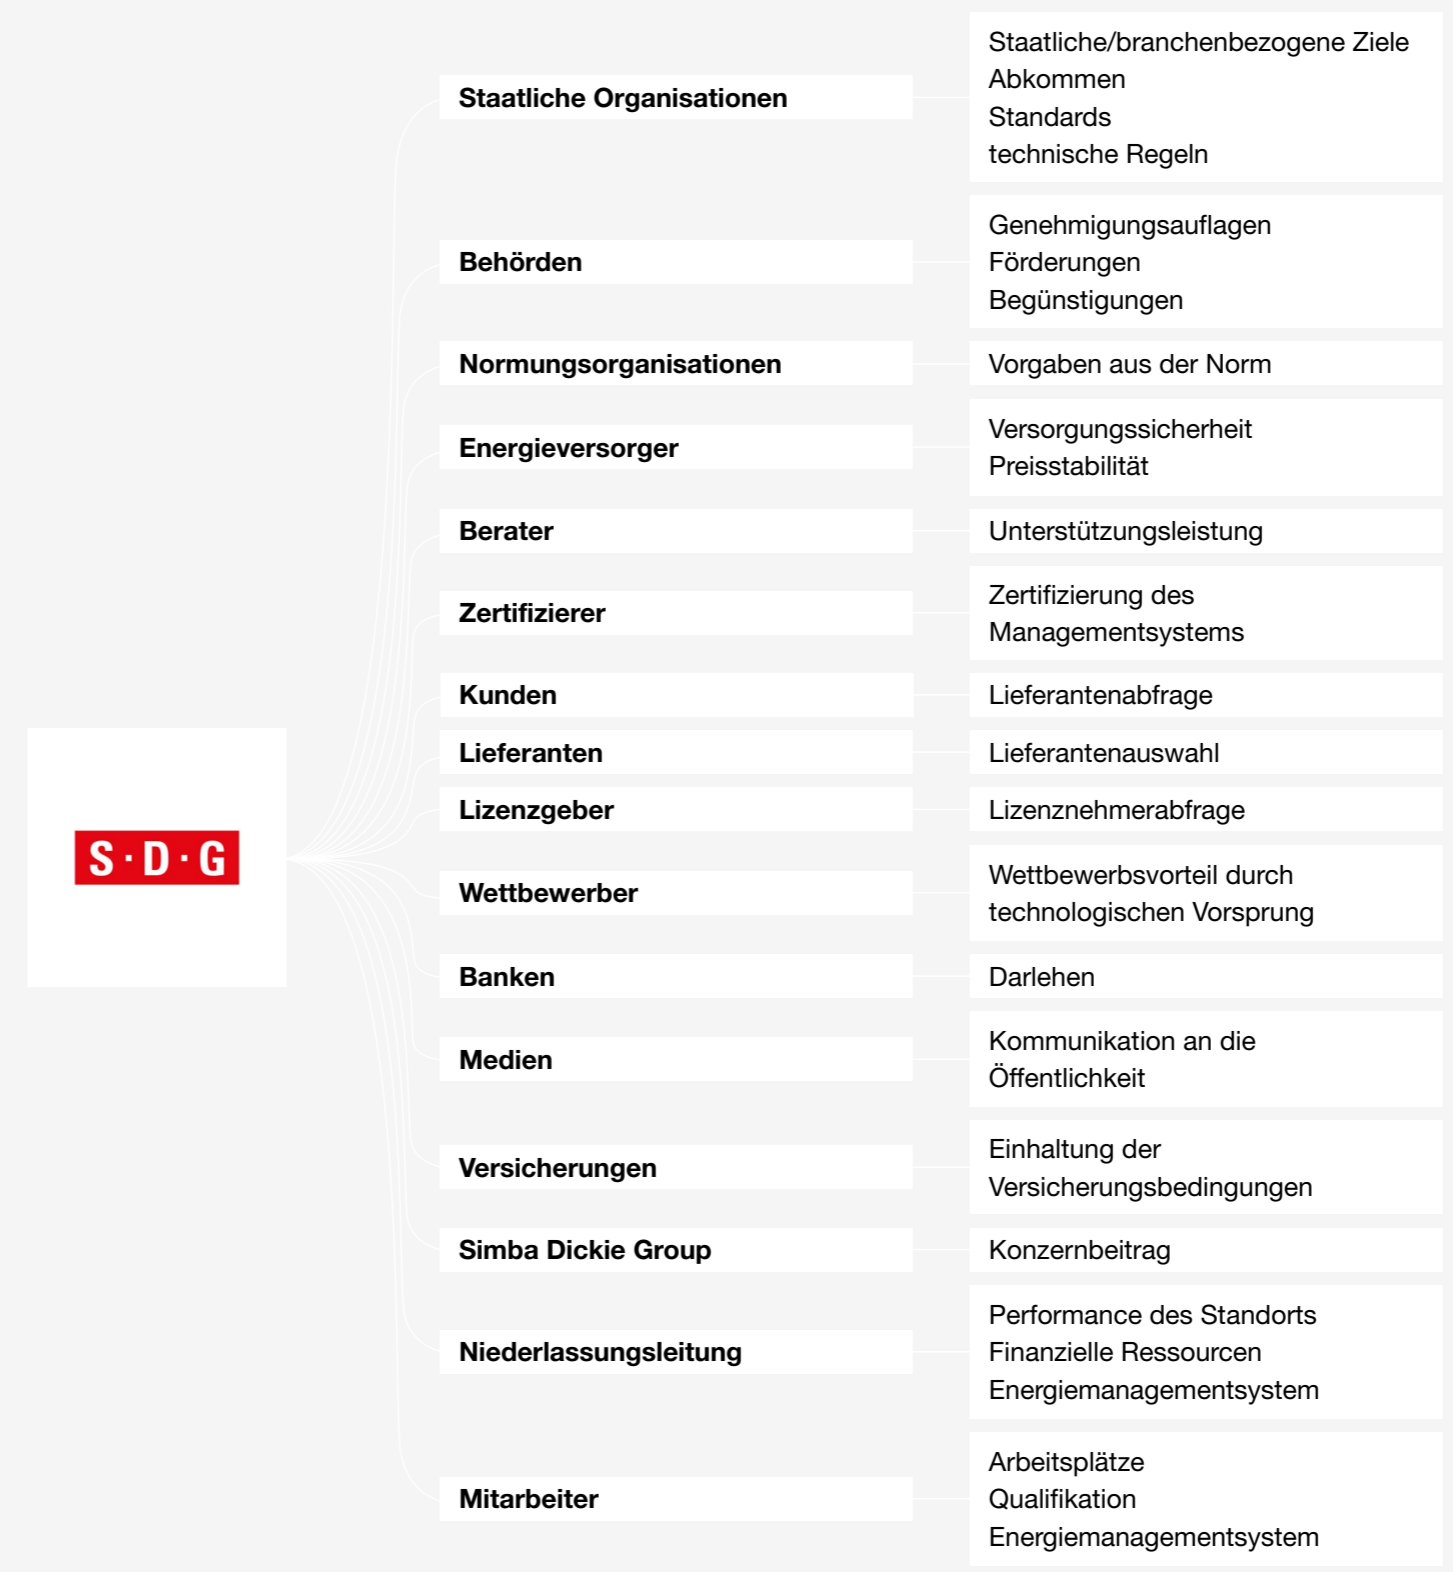 S·D·G
Staatliche Organisationen
Staatliche/branchenbezogene Ziele
Abkommen
Standards
technische Regeln
Behörden
Genehmigungsauflagen
Förderungen
Begünstigungen
Normungsorganisationen
Vorgaben aus der Norm
Energieversorger
Versorgungssicherheit
Preisstabilität
Berater
Unterstützungsleistung
Zertifizierer
Zertifizierung des
Managementsystems
Kunden
Lieferantenabfrage
Lieferanten
Lieferantenauswahl
Lizenzgeber
Lizenznehmerabfrage
Wettbewerber
Wettbewerbsvorteil durch
technologischen Vorsprung
Banken
Darlehen
Medien
Kommunikation an die
Öffentlichkeit
Versicherungen
Einhaltung der
Versicherungsbedingungen
Simba Dickie Group
Konzernbeitrag
Niederlassungsleitung
Performance des Standorts
Finanzielle Ressourcen
Energiemanagementsystem
Mitarbeiter
Arbeitsplätze
Qualifikation
Energiemanagementsystem